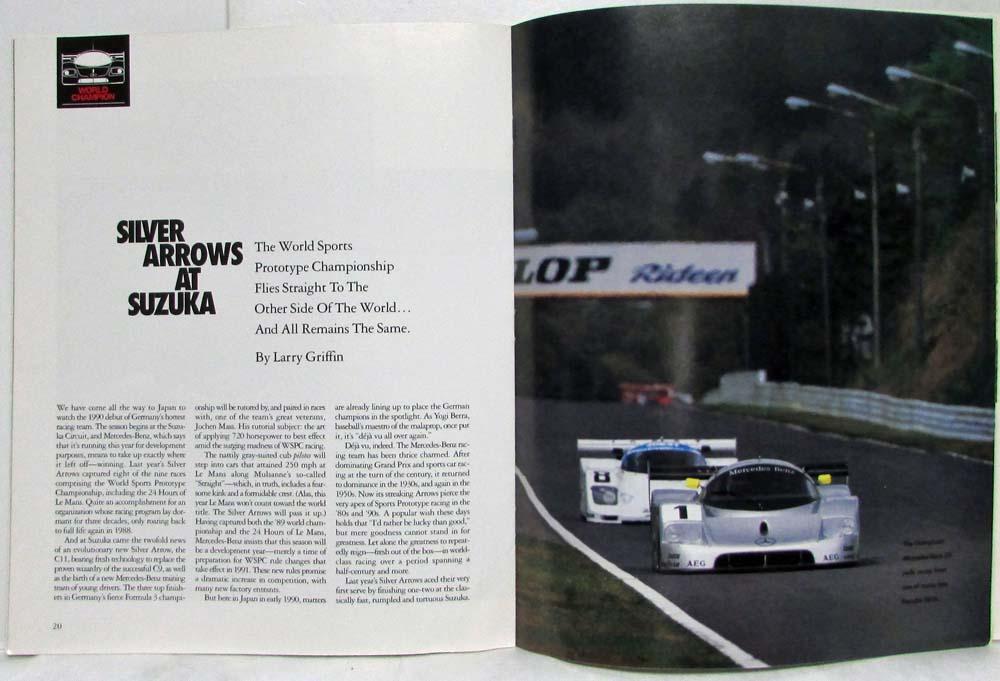 WORLD
CHAMPION
SILVER
ARROWS
AT
SUZUKA
The World Sports
Prototype Championship
Flies Straight To The
Other Side Of The World...
And All Remains The Same.
By Larry Griffin
We have come all the way to Japan to
watch the 1990 debut of Germany's hottest
racing team. The season begins at the Suzu-
ka Circuit, and Mercedes-Benz, which says
that it's running this year for development
purposes, means to take up exactly where
it left off—winning. Last year's Silver
Arrows captured eight of the nine races
comprising the World Sports Prototype
Championship, including the 24 Hours of
Le Mans. Quite an accomplishment for an
organization whose racing program lay dor-
mant for three decades, only roaring back
to full life again in 1988.
And at Suzuka came the twofold news
of an evolutionary new Silver Arrow, the
C11, bearing fresh technology to replace the
proven wizardry of the successful C9, as well
as the birth of a new Mercedes-Benz training
team of young drivers. The three top finish-
ers in Germany's fierce Formula 3 champi-
onship will be tutored by, and paired in races
with, one of the team's great veterans,
Jochen Mass. His tutorial subject: the art
of applying 720 horsepower to best effect
amid the surging madness of WSPC racing.
The namly gray-suited cub pilotes will
step into cars that attained 250 mph at
Le Mans along Mulsanne's so-called
"Straight"—which, in truth, includes a fear-
some kink and a formidable crest. (Alas, this
year Le Mans won't count toward the world
title. The Silver Arrows will pass it up.)
Having captured both the '89 world cham-
pionship and the 24 Hours of Le Mans,
Mercedes-Benz insists that this season will
be a development year—merely a time of
preparation for WSPC rule changes that
take effect in 1991. These new rules promise
a dramatic increase in competition, with
many new factory entrants.
But here in Japan in early 1990, matters
are already lining up to place the German
champions in the spotlight. As Yogi Berra,
baseball's maestro of the malaprop, once put
it, it's "déjà vu all over again."
Déjà vu, indeed. The Mercedes-Benz rac-
ing team has been thrice charmed. After
dominating Grand Prix and sports car rac-
ing at the turn of the century, it returned
to dominance in the 1930s, and again in the
1950s. Now its streaking Arrows pierce the
very apex of Sports Prototype racing in the
'80s and '90s. A popular wish these days
holds that "I'd rather be lucky than good,"
but mere goodness cannot stand in for
greatness. Let alone the greatness to repeat-
edly reign—fresh out of the box—in world-
class racing over a period spanning a
half-century and more.
Last year's Silver Arrows aced their very
first serve by finishing one-two at the clas-
sically fast, rumpled and tortuous Suzuka.
20
LOP Rideen
8
Mercedes-Benz
1
AEG AEG